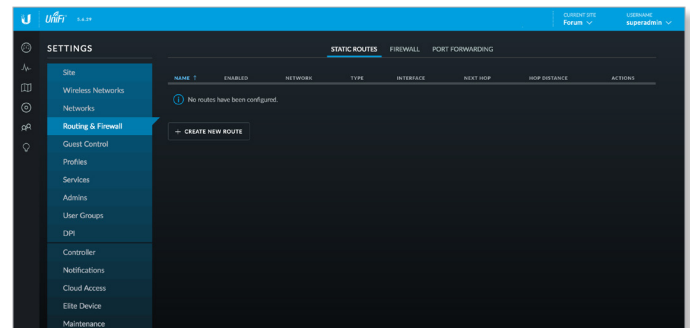 UniFi 5.6.29
CURRENT SITE
Forum
USERNAME
superadmin
SETTINGS
STATIC ROUTES FIREWALL PORT FORWARDING
Site
Wireless Networks
Networks
Routing & Firewall
Guest Control
Profiles
Services
Admins
User Groups
DPI
Controller
Notifications
Cloud Access
Elite Device
Maintenance
NAME ↑ ENABLED NETWORK TYPE INTERFACE NEXT HOP HOP DISTANCE ACTIONS
No routes have been configured.
+ CREATE NEW ROUTE